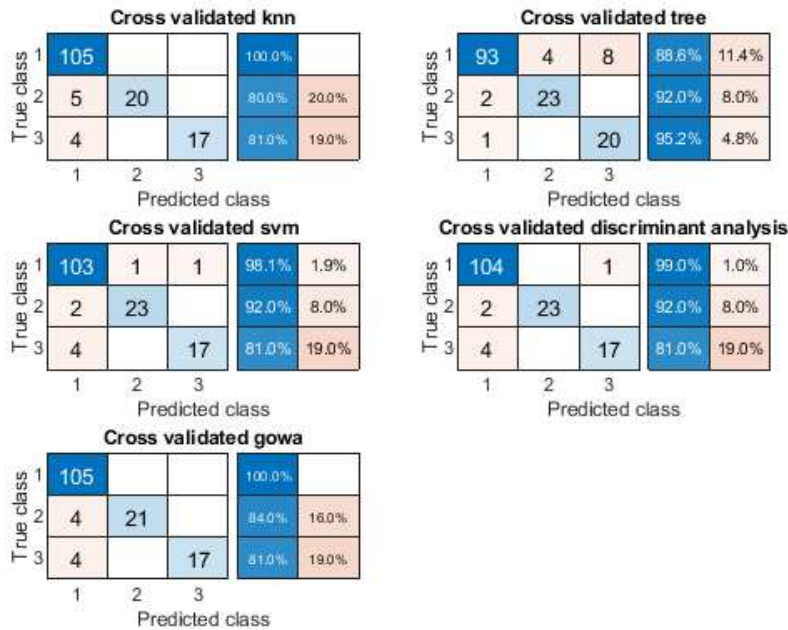 Cross validated knn
True class
1 105 100.0%
2 5 20 80.0% 20.0%
3 4 17 81.0% 19.0%
1 2 3
Predicted class
Cross validated tree
True class
1 93 4 8 88.6% 11.4%
2 2 23 92.0% 8.0%
3 1 20 95.2% 4.8%
1 2 3
Predicted class
Cross validated svm
True class
1 103 1 1 98.1% 1.9%
2 2 23 92.0% 8.0%
3 4 17 81.0% 19.0%
1 2 3
Predicted class
Cross validated discriminant analysis
True class
1 104 1 99.0% 1.0%
2 2 23 92.0% 8.0%
3 4 17 81.0% 19.0%
1 2 3
Predicted class
Cross validated gowa
True class
1 105 100.0%
2 4 21 84.0% 16.0%
3 4 17 81.0% 19.0%
1 2 3
Predicted class